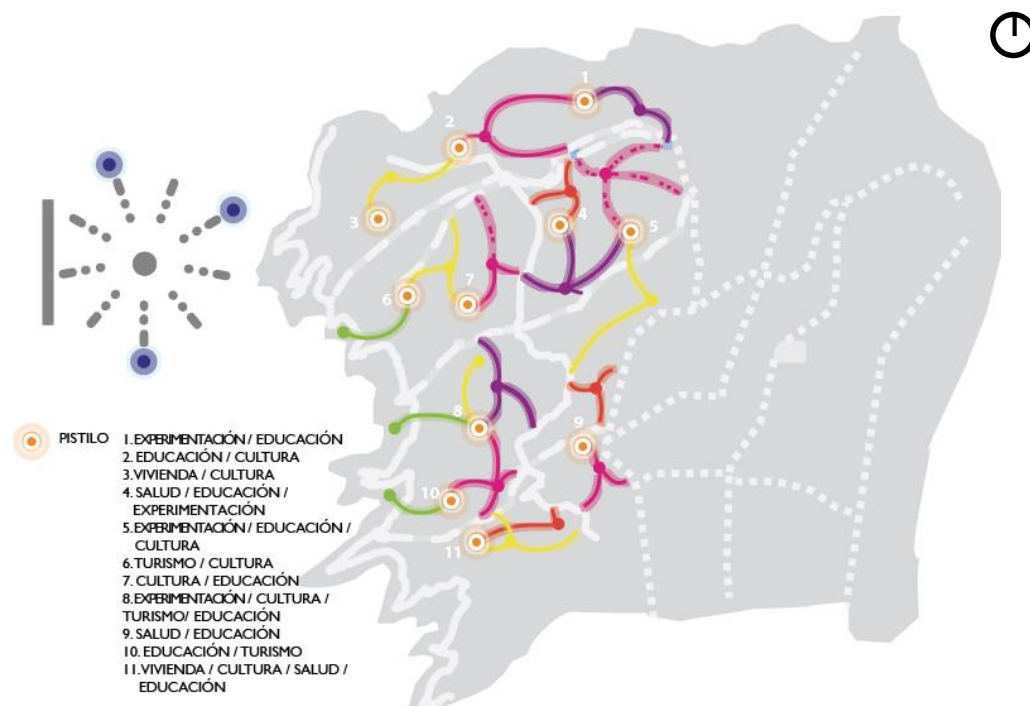 1
2
3
4
5
6
7
8
9
10
11
PISTILO
1.EXPERIMENTACIÓN / EDUCACIÓN
2. EDUCACIÓN / CULTURA
3.VIVIENDA / CULTURA
4. SALUD / EDUCACIÓN /
EXPERIMENTACIÓN
5.EXPERIMENTACIÓN / EDUCACIÓN /
CULTURA
6.TURISMO / CULTURA
7. CULTURA / EDUCACIÓN
8.EXPERIMENTACIÓN / CULTURA /
TURISMO/ EDUCACIÓN
9. SALUD / EDUCACIÓN
10. EDUCACIÓN / TURISMO
11.VIVIENDA / CULTURA / SALUD /
EDUCACIÓN